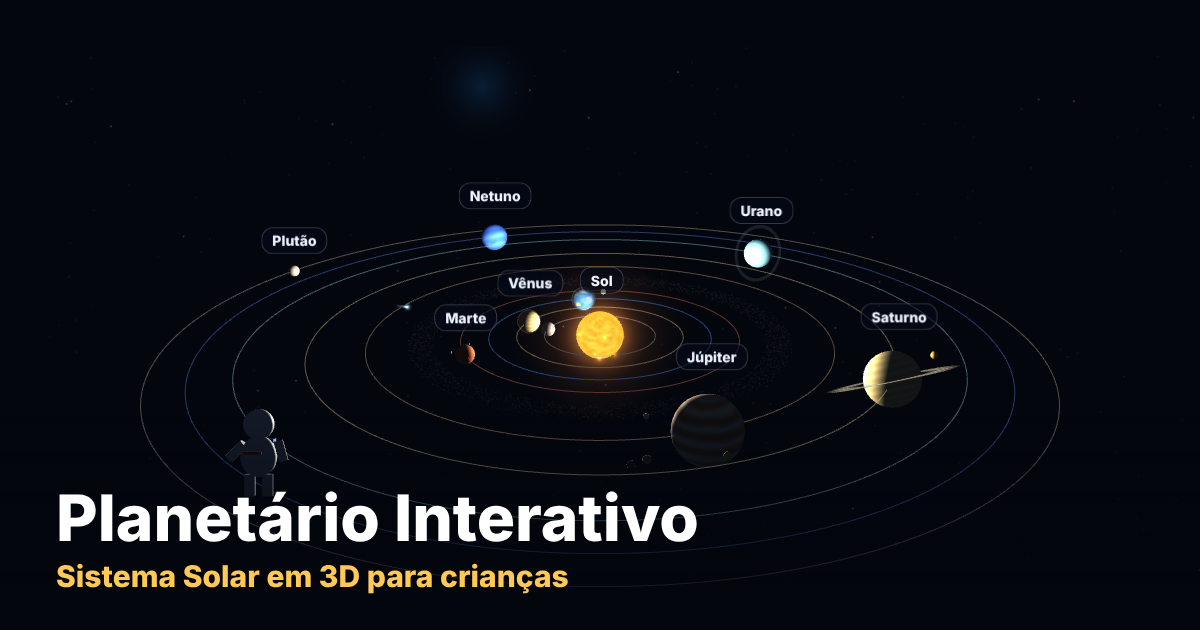 Netuno
Urano
Plutão
Vênus
Sol
Marte
Saturno
Júpiter
Planetário Interativo
Sistema Solar em 3D para crianças